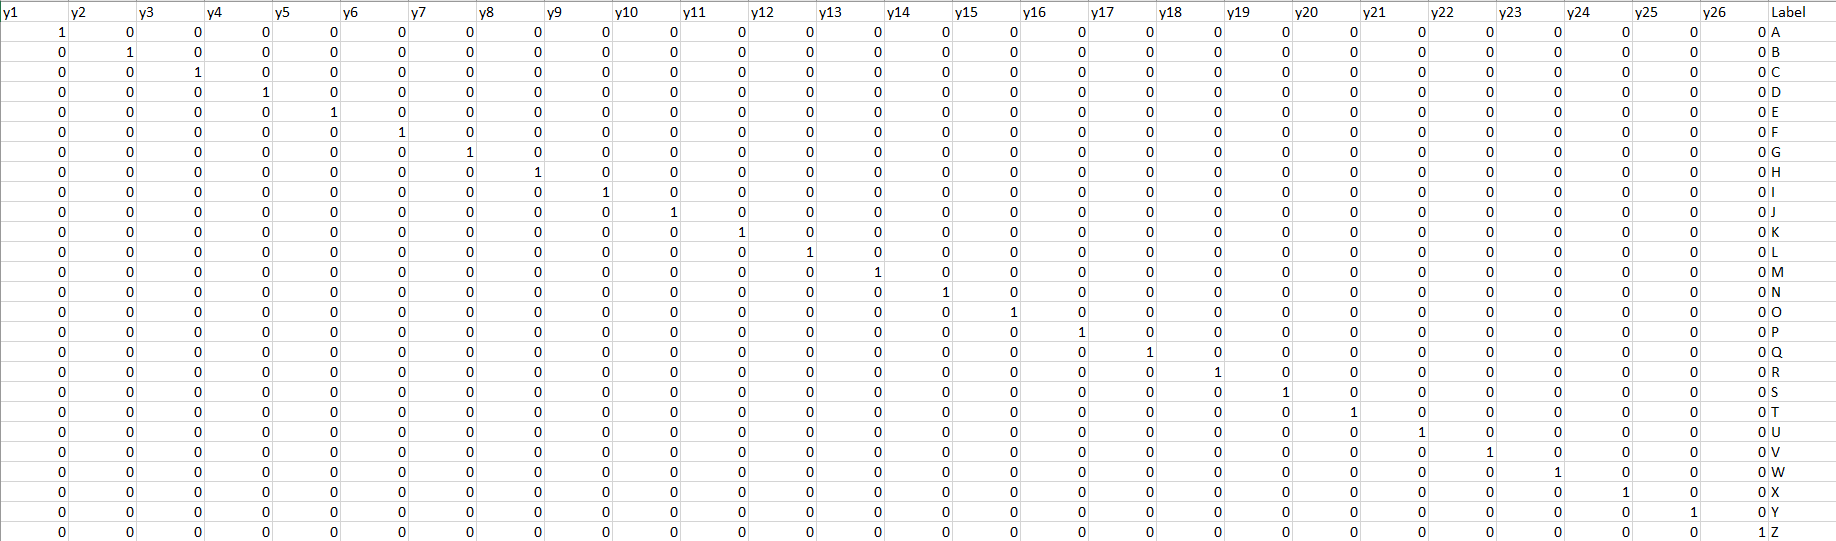 y1 y2 y3 y4 y5 y6 y7 y8 y9 y10 y11 y12 y13 y14 y15 y16 y17 y18 y19 y20 y21 y22 y23 y24 y25 y26 Label
1 0 0 0 0 0 0 0 0 0 0 0 0 0 0 0 0 0 0 0 0 0 0 0 0 0 A
0 1 0 0 0 0 0 0 0 0 0 0 0 0 0 0 0 0 0 0 0 0 0 0 0 0 B
0 0 1 0 0 0 0 0 0 0 0 0 0 0 0 0 0 0 0 0 0 0 0 0 0 0 C
0 0 0 1 0 0 0 0 0 0 0 0 0 0 0 0 0 0 0 0 0 0 0 0 0 0 D
0 0 0 0 1 0 0 0 0 0 0 0 0 0 0 0 0 0 0 0 0 0 0 0 0 0 E
0 0 0 0 0 1 0 0 0 0 0 0 0 0 0 0 0 0 0 0 0 0 0 0 0 0 F
0 0 0 0 0 0 1 0 0 0 0 0 0 0 0 0 0 0 0 0 0 0 0 0 0 0 G
0 0 0 0 0 0 0 1 0 0 0 0 0 0 0 0 0 0 0 0 0 0 0 0 0 0 H
0 0 0 0 0 0 0 0 1 0 0 0 0 0 0 0 0 0 0 0 0 0 0 0 0 0 I
0 0 0 0 0 0 0 0 0 1 0 0 0 0 0 0 0 0 0 0 0 0 0 0 0 0 J
0 0 0 0 0 0 0 0 0 0 1 0 0 0 0 0 0 0 0 0 0 0 0 0 0 0 K
0 0 0 0 0 0 0 0 0 0 0 1 0 0 0 0 0 0 0 0 0 0 0 0 0 0 L
0 0 0 0 0 0 0 0 0 0 0 0 1 0 0 0 0 0 0 0 0 0 0 0 0 0 M
0 0 0 0 0 0 0 0 0 0 0 0 0 1 0 0 0 0 0 0 0 0 0 0 0 0 N
0 0 0 0 0 0 0 0 0 0 0 0 0 0 1 0 0 0 0 0 0 0 0 0 0 0 O
0 0 0 0 0 0 0 0 0 0 0 0 0 0 0 1 0 0 0 0 0 0 0 0 0 0 P
0 0 0 0 0 0 0 0 0 0 0 0 0 0 0 0 1 0 0 0 0 0 0 0 0 0 Q
0 0 0 0 0 0 0 0 0 0 0 0 0 0 0 0 0 1 0 0 0 0 0 0 0 0 R
0 0 0 0 0 0 0 0 0 0 0 0 0 0 0 0 0 0 1 0 0 0 0 0 0 0 S
0 0 0 0 0 0 0 0 0 0 0 0 0 0 0 0 0 0 0 1 0 0 0 0 0 0 T
0 0 0 0 0 0 0 0 0 0 0 0 0 0 0 0 0 0 0 0 1 0 0 0 0 0 U
0 0 0 0 0 0 0 0 0 0 0 0 0 0 0 0 0 0 0 0 0 1 0 0 0 0 V
0 0 0 0 0 0 0 0 0 0 0 0 0 0 0 0 0 0 0 0 0 0 1 0 0 0 W
0 0 0 0 0 0 0 0 0 0 0 0 0 0 0 0 0 0 0 0 0 0 0 1 0 0 X
0 0 0 0 0 0 0 0 0 0 0 0 0 0 0 0 0 0 0 0 0 0 0 0 1 0 Y
0 0 0 0 0 0 0 0 0 0 0 0 0 0 0 0 0 0 0 0 0 0 0 0 0 1 Z